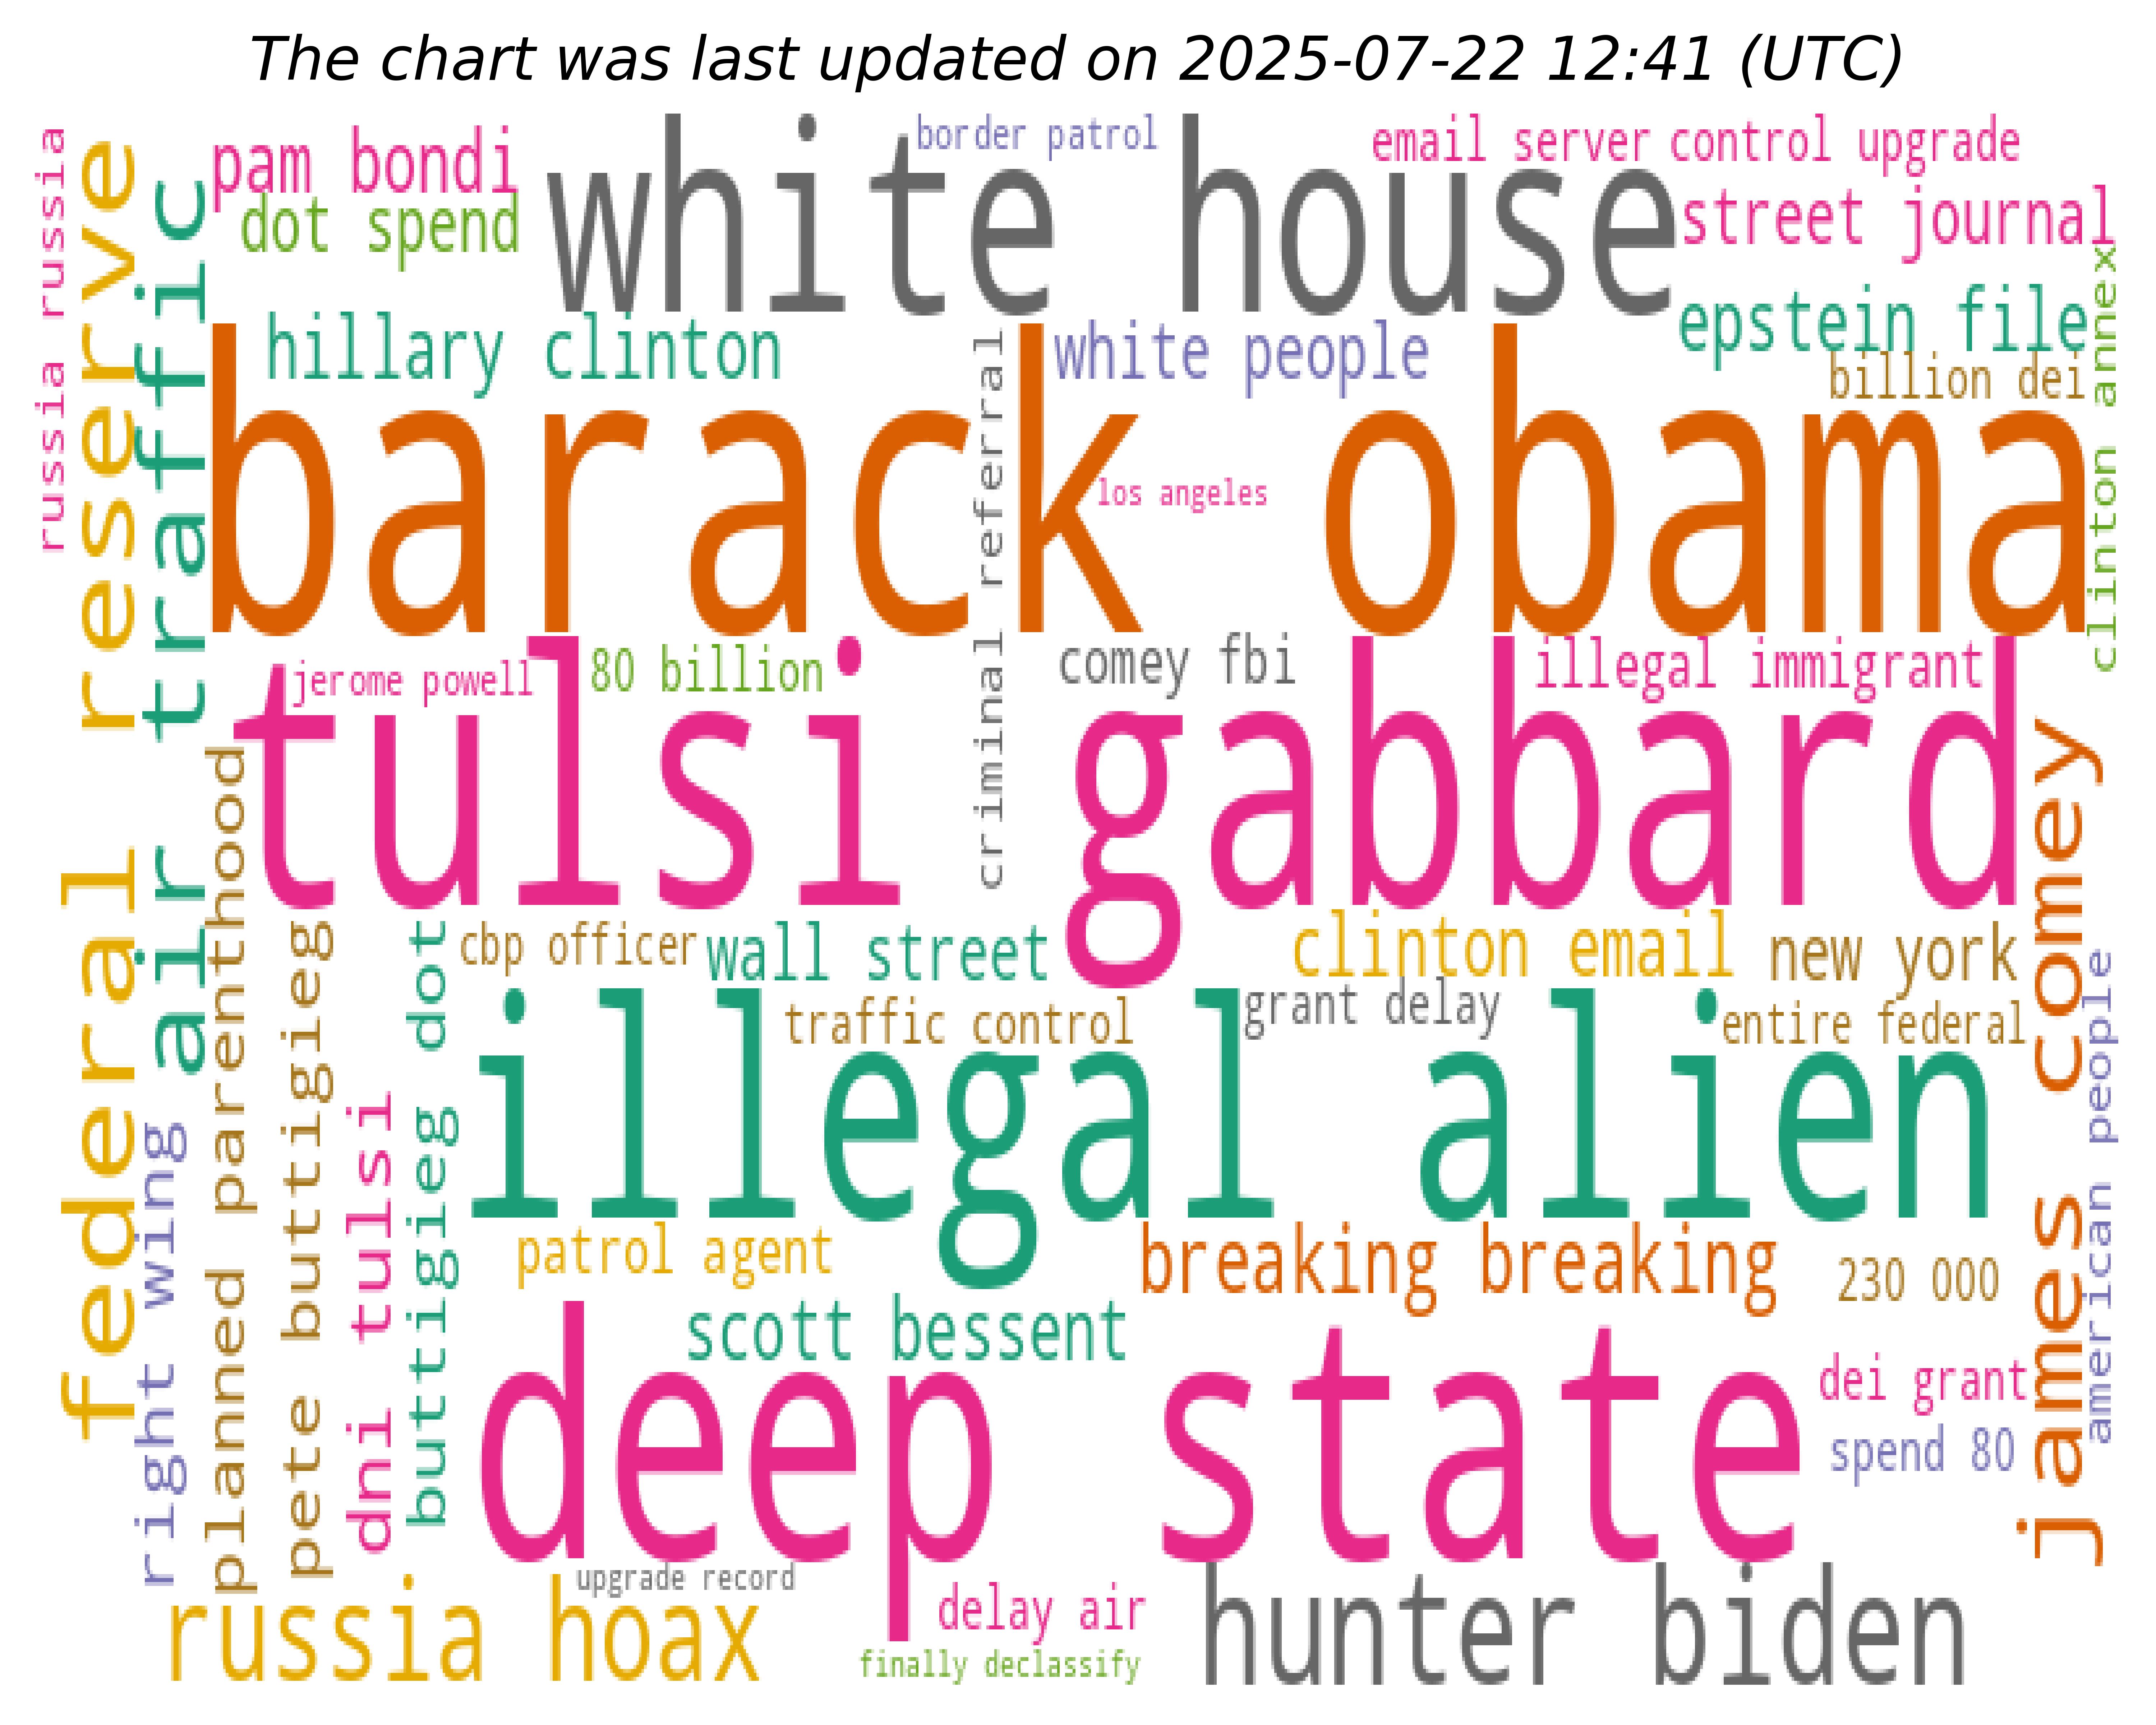 The chart was last updated on 2025-07-22 12:41 (UTC)
white house
border patrol
email server
control upgrade
pam bondi
dot spend
street journal
hillary clinton
white people
epstein file
billion dei
barack obama
los angeles
criminal referral
clinton annex
russia russia
russia russia
federal reserve
air traffic
jerome powell
80 billion
comey fbi
illegal immigrant
tulsi gabbard
cbp officer
wall street
clinton email
new york
traffic control
grant delay
entire federal
illegal alien
patrol agent
breaking breaking
230 000
scott bessent
deep state
dei grant
spend 80
james comey
american people
right wing
planned parenthood
pete buttigieg
dni tulsi
buttigieg dot
upgrade record
russia hoax
delay air
finally declassify
hunter biden